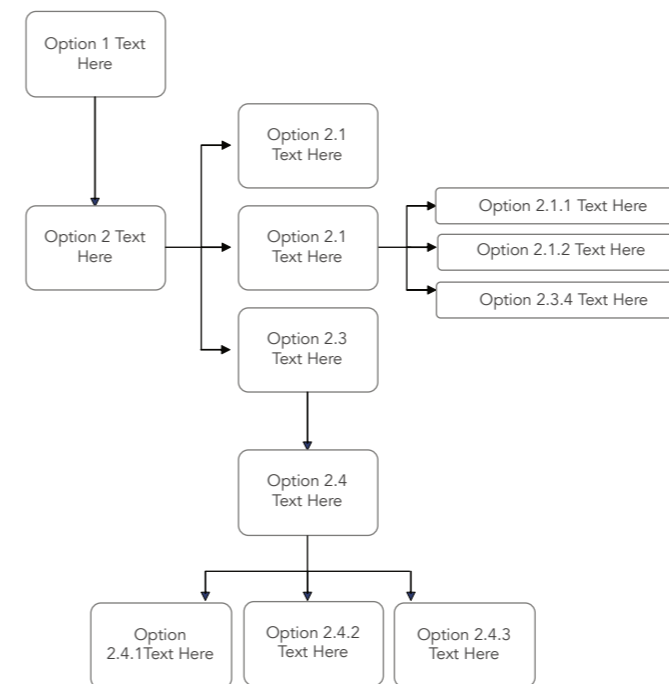 Option 1 Text
Here
Option 2.1
Text Here
Option 2 Text
Here
Option 2.1
Text Here
Option 2.1.1 Text Here
Option 2.1.2 Text Here
Option 2.3.4 Text Here
Option 2.3
Text Here
Option 2.4
Text Here
Option
2.4.1Text Here
Option 2.4.2
Text Here
Option 2.4.3
Text Here